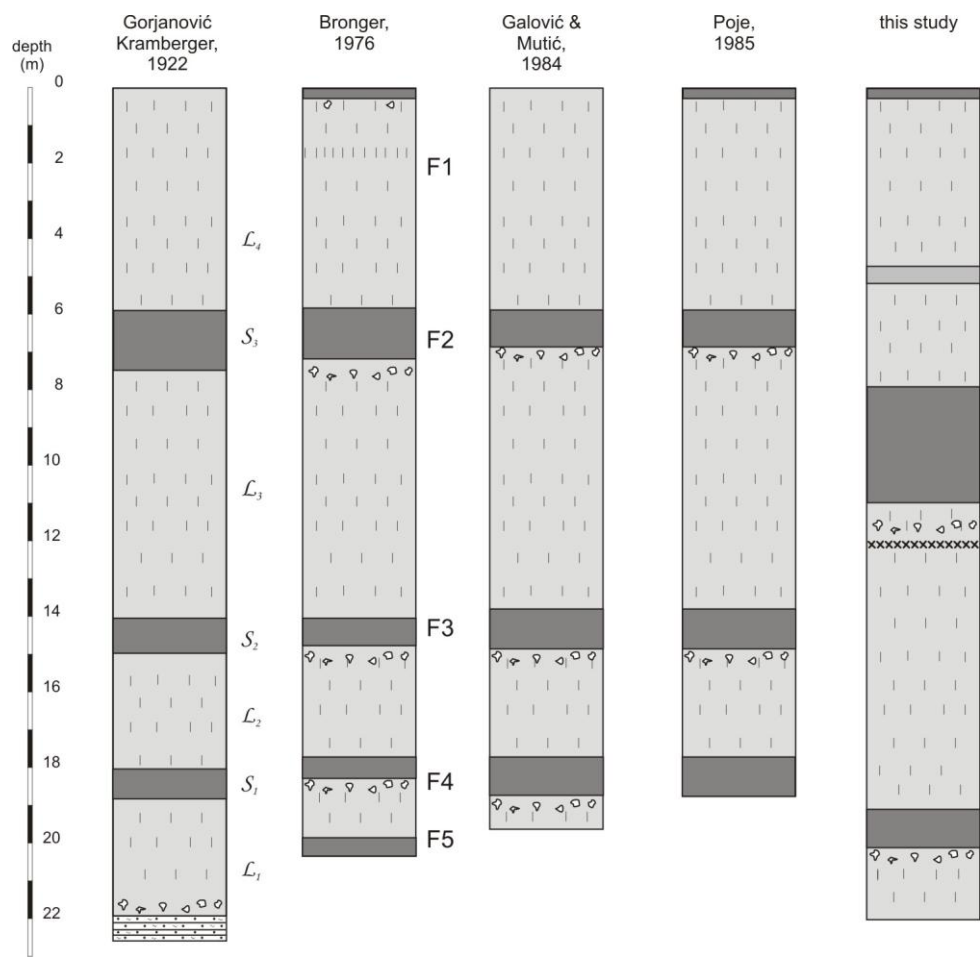 Gorjanović
Kramberger,
1922
Bronger,
1976
Galović &
Mutić,
1984
Poje,
1985
this study
depth
(m)
0
2
4
6
8
10
12
14
16
18
20
22
ℒ₄
𝒮₃
ℒ₃
𝒮₂
ℒ₂
𝒮₁
ℒ₁
F1
F2
F3
F4
F5